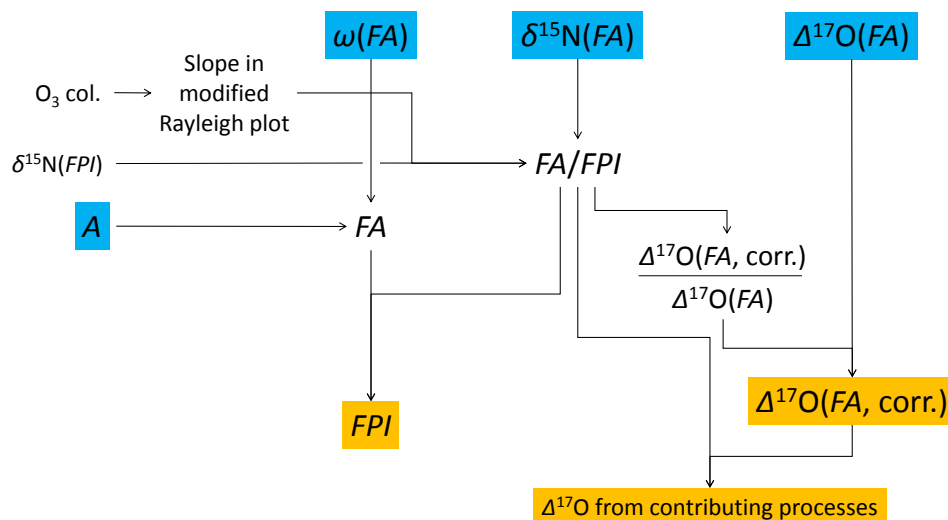 ω(FA)
δ¹⁵N(FA)
Δ¹⁷O(FA)
O₃ col.
Slope in
modified
Rayleigh plot
δ¹⁵N(FPI)
FA/FPI
A
FA
Δ¹⁷O(FA, corr.)
Δ¹⁷O(FA)
FPI
Δ¹⁷O(FA, corr.)
Δ¹⁷O from contributing processes